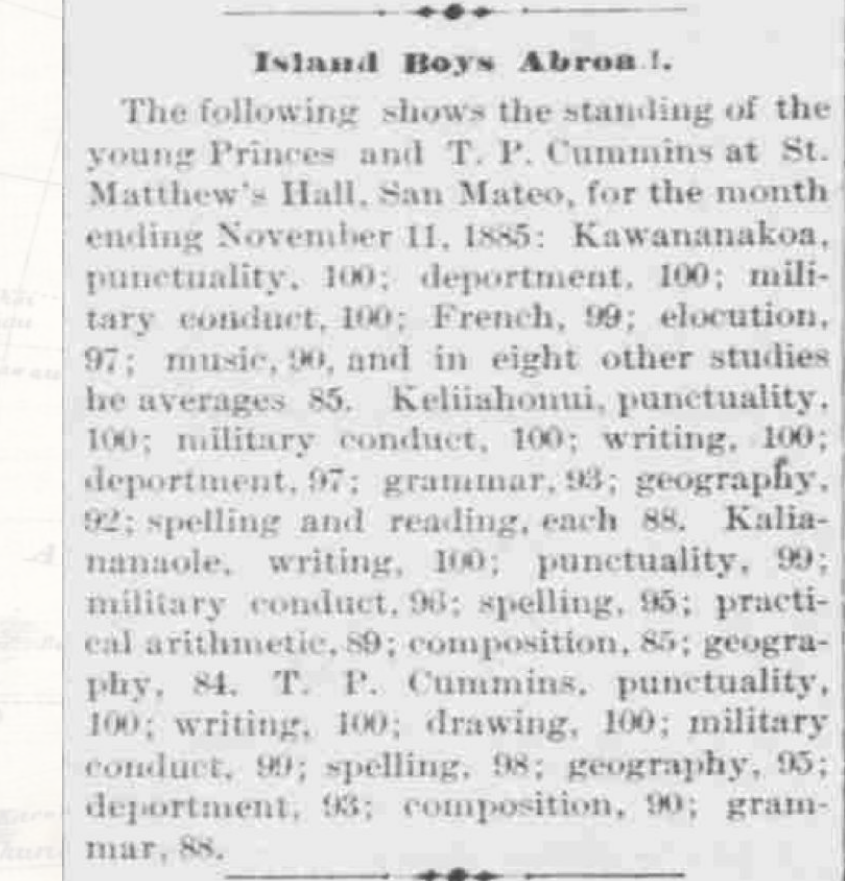 Island Boys Abroad.
The following shows the standing of the
young Princes and T. P. Cummins at St.
Matthew's Hall, San Mateo, for the month
ending November 11, 1885: Kawananakoa,
punctuality, 100; deportment, 100; mili-
tary conduct, 100; French, 99; elocution,
97; music, 90, and in eight other studies
he averages 85. Keliiahonui, punctuality,
100; military conduct, 100; writing, 100;
deportment, 97; grammar, 93; geography,
92; spelling and reading, each 88. Kalia-
nanaole, writing, 100; punctuality, 99;
military conduct, 96; spelling, 95; practi-
cal arithmetic, 89; composition, 85; geogra-
phy, 84. T. P. Cummins, punctuality,
100; writing, 100; drawing, 100; military
conduct, 99; spelling, 98; geography, 95;
deportment, 93; composition, 90; gram-
mar, 88.